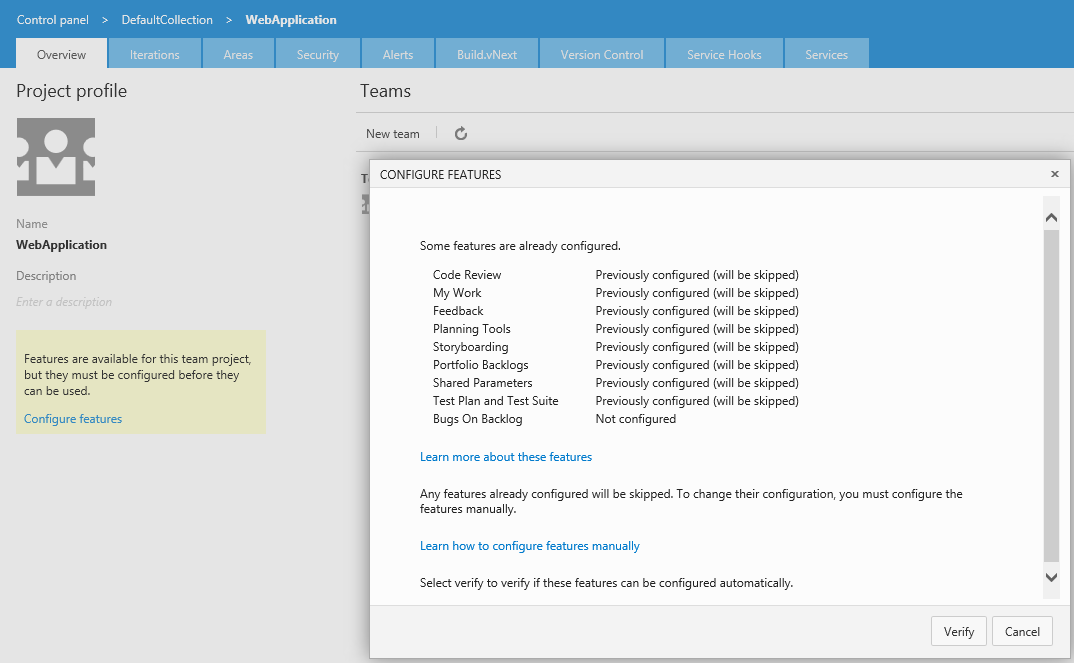 Control panel > DefaultCollection > WebApplication
Overview Iterations Areas Security Alerts Build.vNext Version Control Service Hooks Services
Project profile
Teams
New team
Name
WebApplication
Description
Enter a description
Features are available for this team project,
but they must be configured before they
can be used.
Configure features
CONFIGURE FEATURES
Some features are already configured.
Code Review Previously configured (will be skipped)
My Work Previously configured (will be skipped)
Feedback Previously configured (will be skipped)
Planning Tools Previously configured (will be skipped)
Storyboarding Previously configured (will be skipped)
Portfolio Backlogs Previously configured (will be skipped)
Shared Parameters Previously configured (will be skipped)
Test Plan and Test Suite Previously configured (will be skipped)
Bugs On Backlog Not configured
Learn more about these features
Any features already configured will be skipped. To change their configuration, you must configure the
features manually.
Learn how to configure features manually
Select verify to verify if these features can be configured automatically.
Verify Cancel